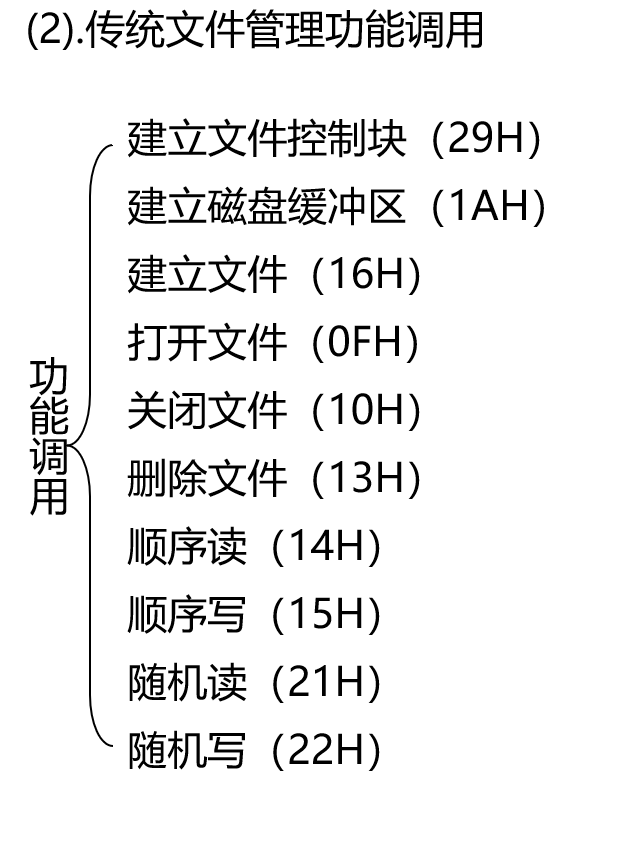 (2).传统文件管理功能调用
建立文件控制块（29H）
建立磁盘缓冲区（1AH）
建立文件（16H）
打开文件（0FH）
关闭文件（10H）
删除文件（13H）
顺序读（14H）
顺序写（15H）
随机读（21H）
随机写（22H）
功能调用